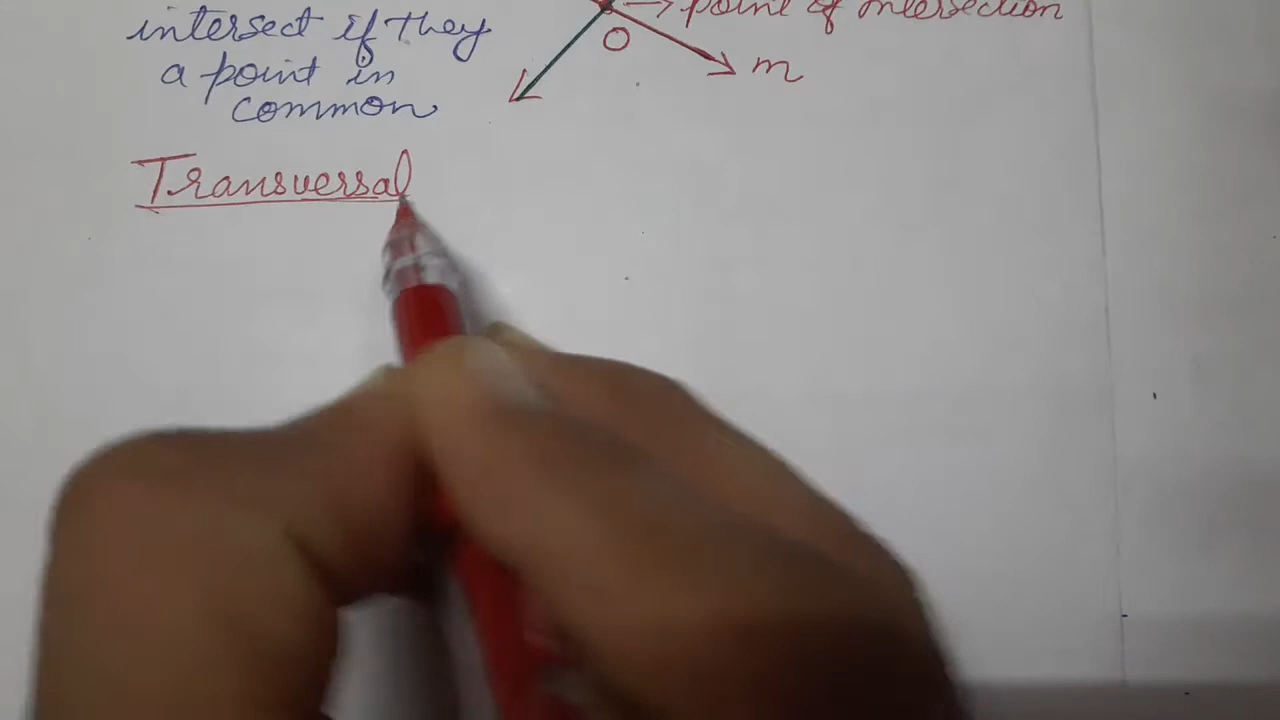 point of intersection
intersect if they
O
m
a point in
common
Transversal